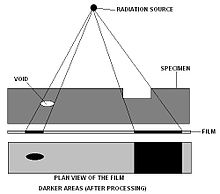 RADIATION SOURCE
SPECIMEN
VOID
FILM
PLAN VIEW OF THE FILM
DARKER AREAS (AFTER PROCESSING)